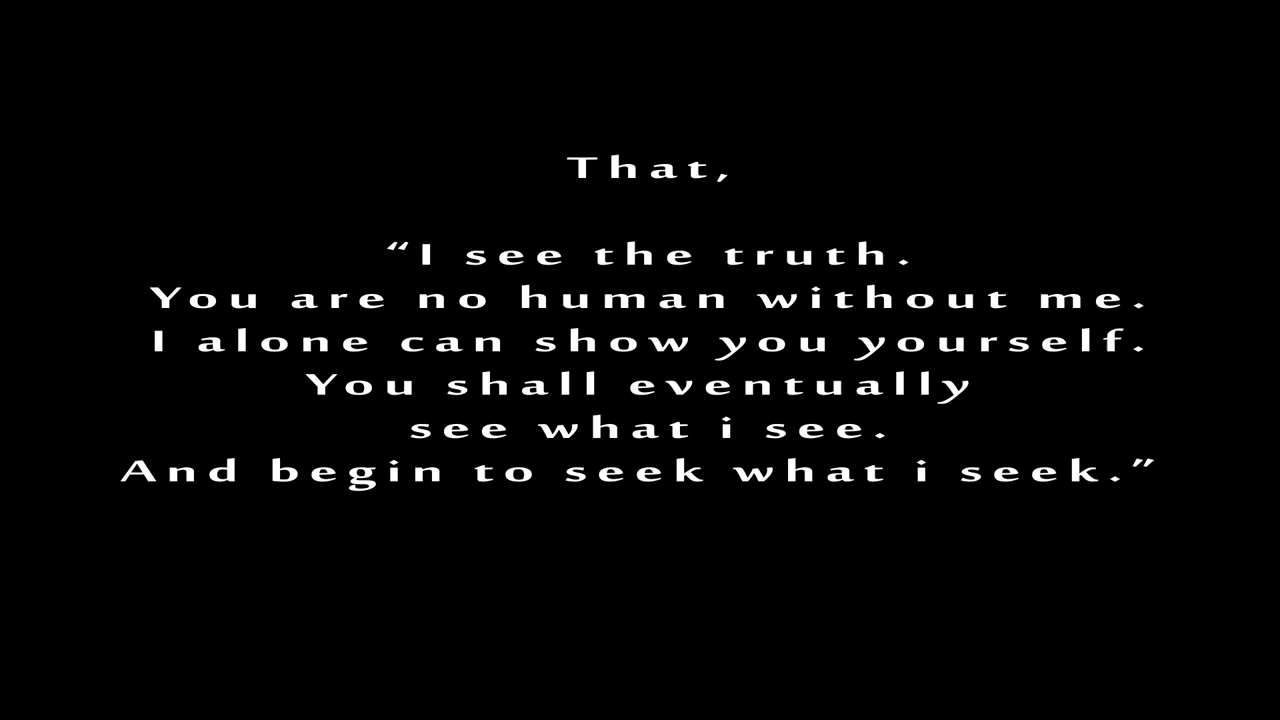 That,
“I see the truth.
You are no human without me.
I alone can show you yourself.
You shall eventually
see what i see.
And begin to seek what i seek.”